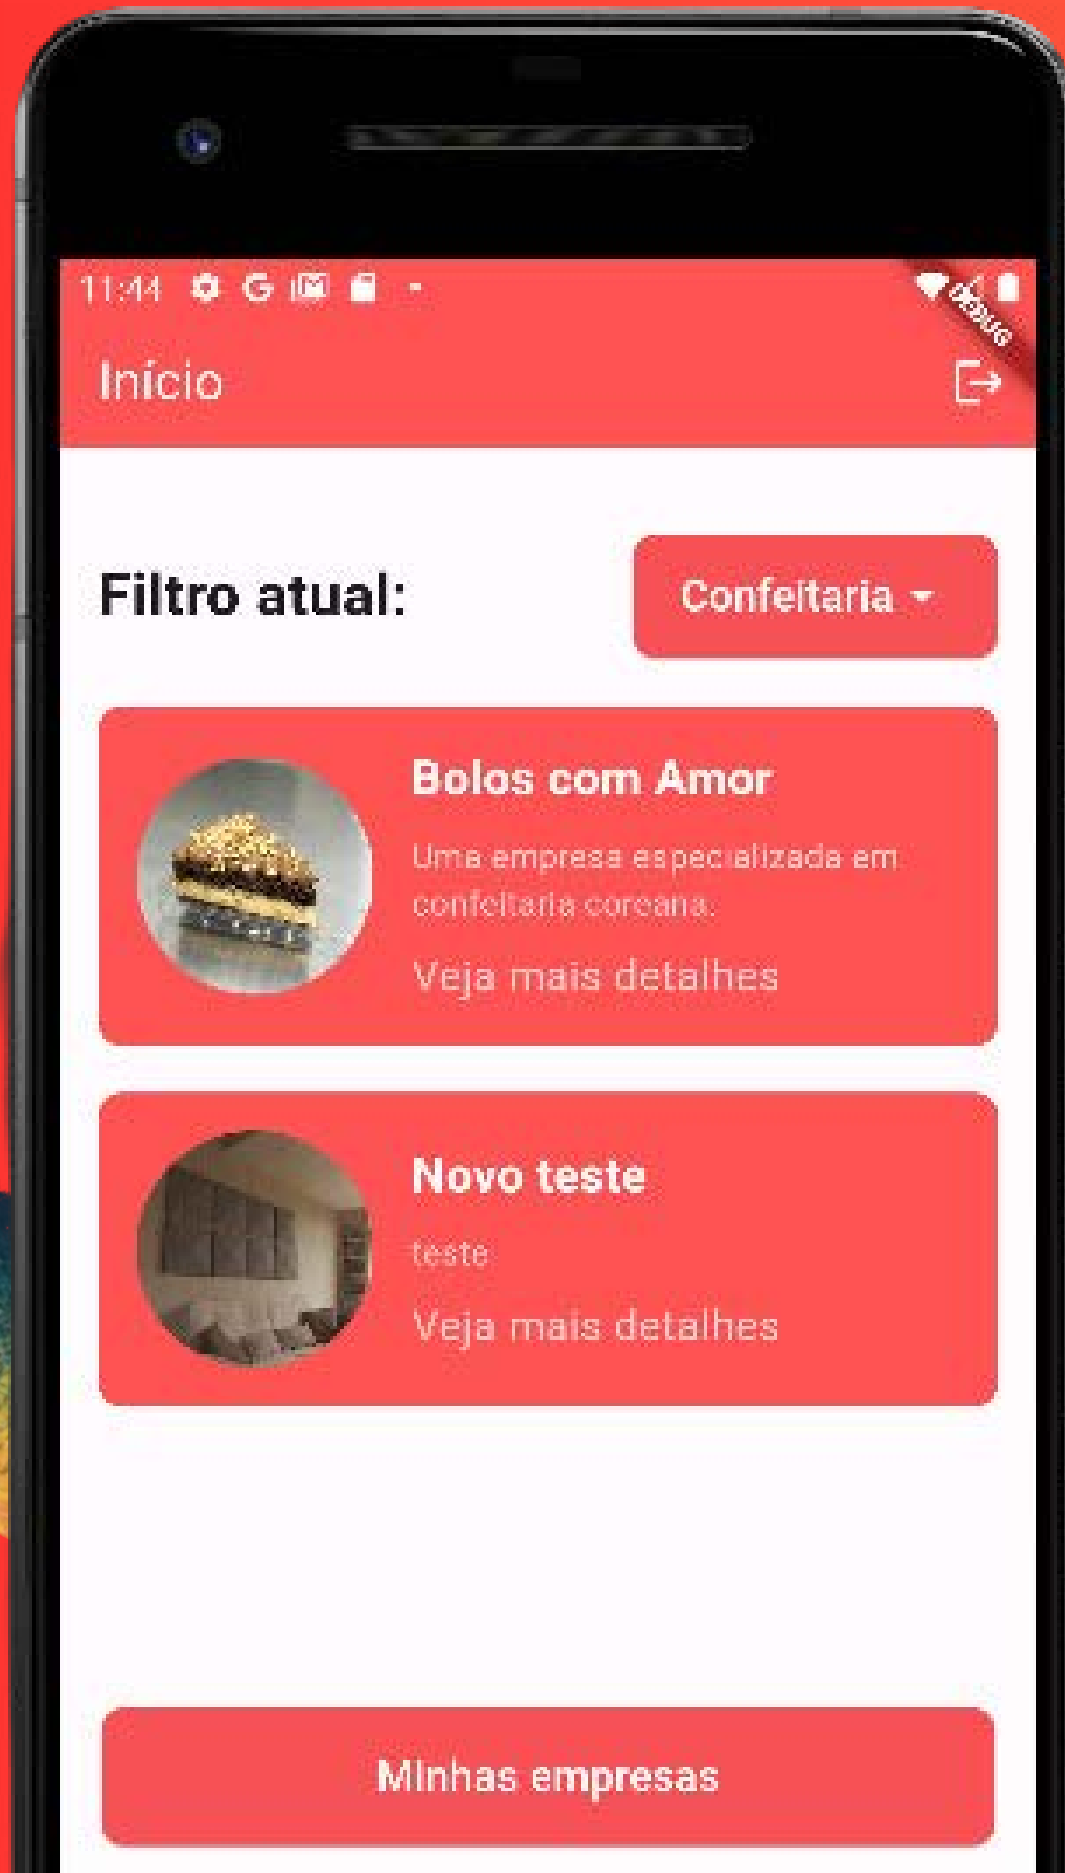 11:44
DEBUG
Início
Filtro atual:
Confeitaria
Bolos com Amor
Uma empresa especializada em
confeitaria coreana.
Veja mais detalhes
Novo teste
teste
Veja mais detalhes
Minhas empresas